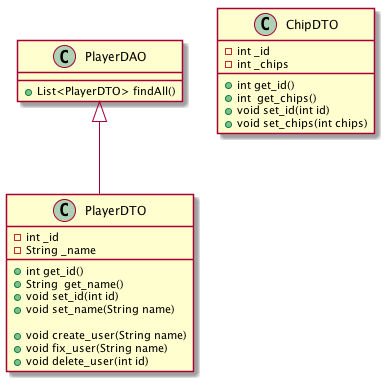 C PlayerDAO
List<PlayerDTO> findAll()
C ChipDTO
int _id
int _chips
int get_id()
int  get_chips()
void set_id(int id)
void set_chips(int chips)
C PlayerDTO
int _id
String _name
int get_id()
String  get_name()
void set_id(int id)
void set_name(String name)
void create_user(String name)
void fix_user(String name)
void delete_user(int id)